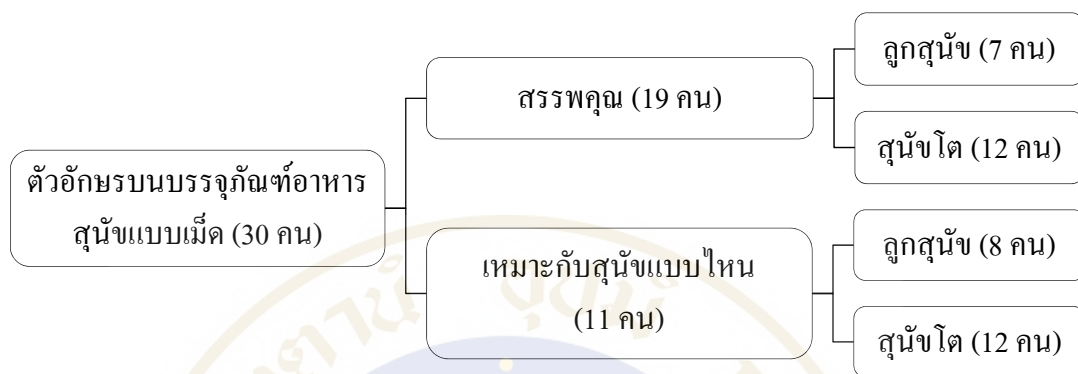 ลูกสุนัข (7 คน)
สรรพคุณ (19 คน)
สุนัขโต (12 คน)
ตัวอักษรบนบรรจุภัณฑ์อาหาร
สุนัขแบบเม็ด (30 คน)
ลูกสุนัข (8 คน)
เหมาะกับสุนัขแบบไหน
(11 คน)
สุนัขโต (12 คน)